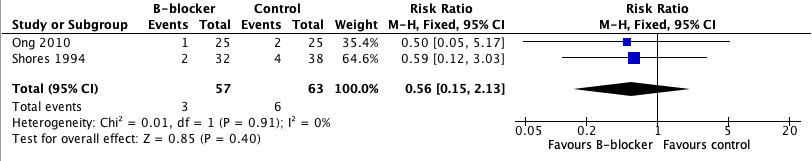 B-blocker Control Risk Ratio Risk Ratio
Study or Subgroup Events Total Events Total Weight M-H, Fixed, 95% CI M-H, Fixed, 95% CI
Ong 2010 1 25 2 25 35.4% 0.50 [0.05, 5.17]
Shores 1994 2 32 4 38 64.6% 0.59 [0.12, 3.03]
Total (95% CI) 57 63 100.0% 0.56 [0.15, 2.13]
Total events 3 6
Heterogeneity: Chi² = 0.01, df = 1 (P = 0.91); I² = 0%
Test for overall effect: Z = 0.85 (P = 0.40)
0.05 0.2 1 5 20
Favours B-blocker Favours control